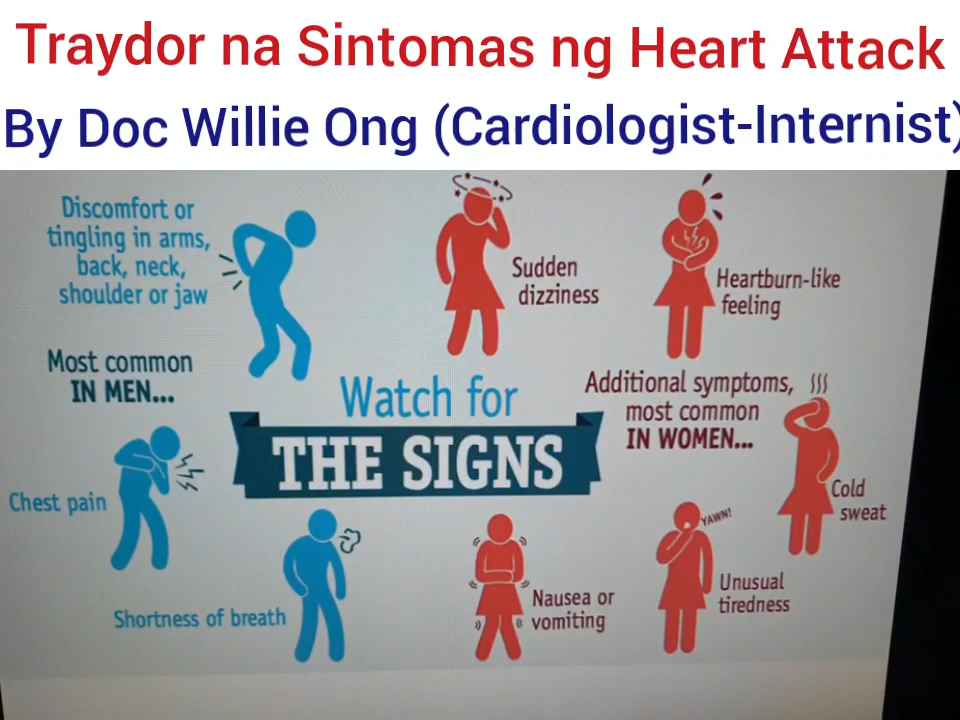 Traydor na Sintomas ng Heart Attack
By Doc Willie Ong (Cardiologist-Internist)
Discomfort or
tingling in arms,
back, neck,
shoulder or jaw
Sudden
dizziness
Heartburn-like
feeling
Most common
IN MEN...
Watch for
THE SIGNS
Additional symptoms,
most common
IN WOMEN...
Chest pain
Cold
sweat
YAWN!
Shortness of breath
Nausea or
vomiting
Unusual
tiredness